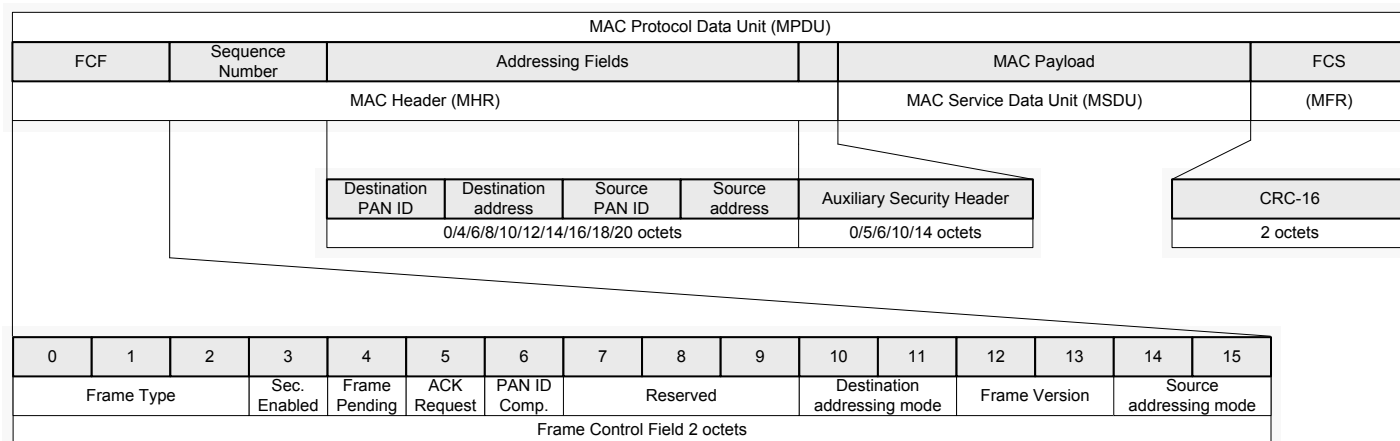 MAC Protocol Data Unit (MPDU)
FCF Sequence Number Addressing Fields MAC Payload FCS
MAC Header (MHR) MAC Service Data Unit (MSDU) (MFR)
Destination PAN ID Destination address Source PAN ID Source address Auxiliary Security Header CRC-16
0/4/6/8/10/12/14/16/18/20 octets 0/5/6/10/14 octets 2 octets
0 1 2 3 4 5 6 7 8 9 10 11 12 13 14 15
Frame Type Sec. Enabled Frame Pending ACK Request PAN ID Comp. Reserved Destination addressing mode Frame Version Source addressing mode
Frame Control Field 2 octets